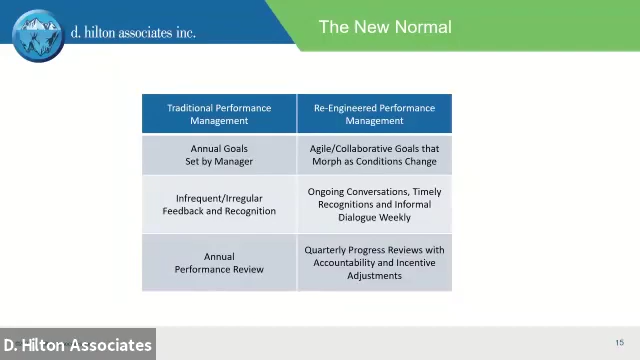 d. hilton associates inc.
The New Normal
Traditional Performance
Management
Re-Engineered Performance
Management
Annual Goals
Set by Manager
Agile/Collaborative Goals that
Morph as Conditions Change
Infrequent/Irregular
Feedback and Recognition
Ongoing Conversations, Timely
Recognitions and Informal
Dialogue Weekly
Annual
Performance Review
Quarterly Progress Reviews with
Accountability and Incentive
Adjustments
D. Hilton Associates
15